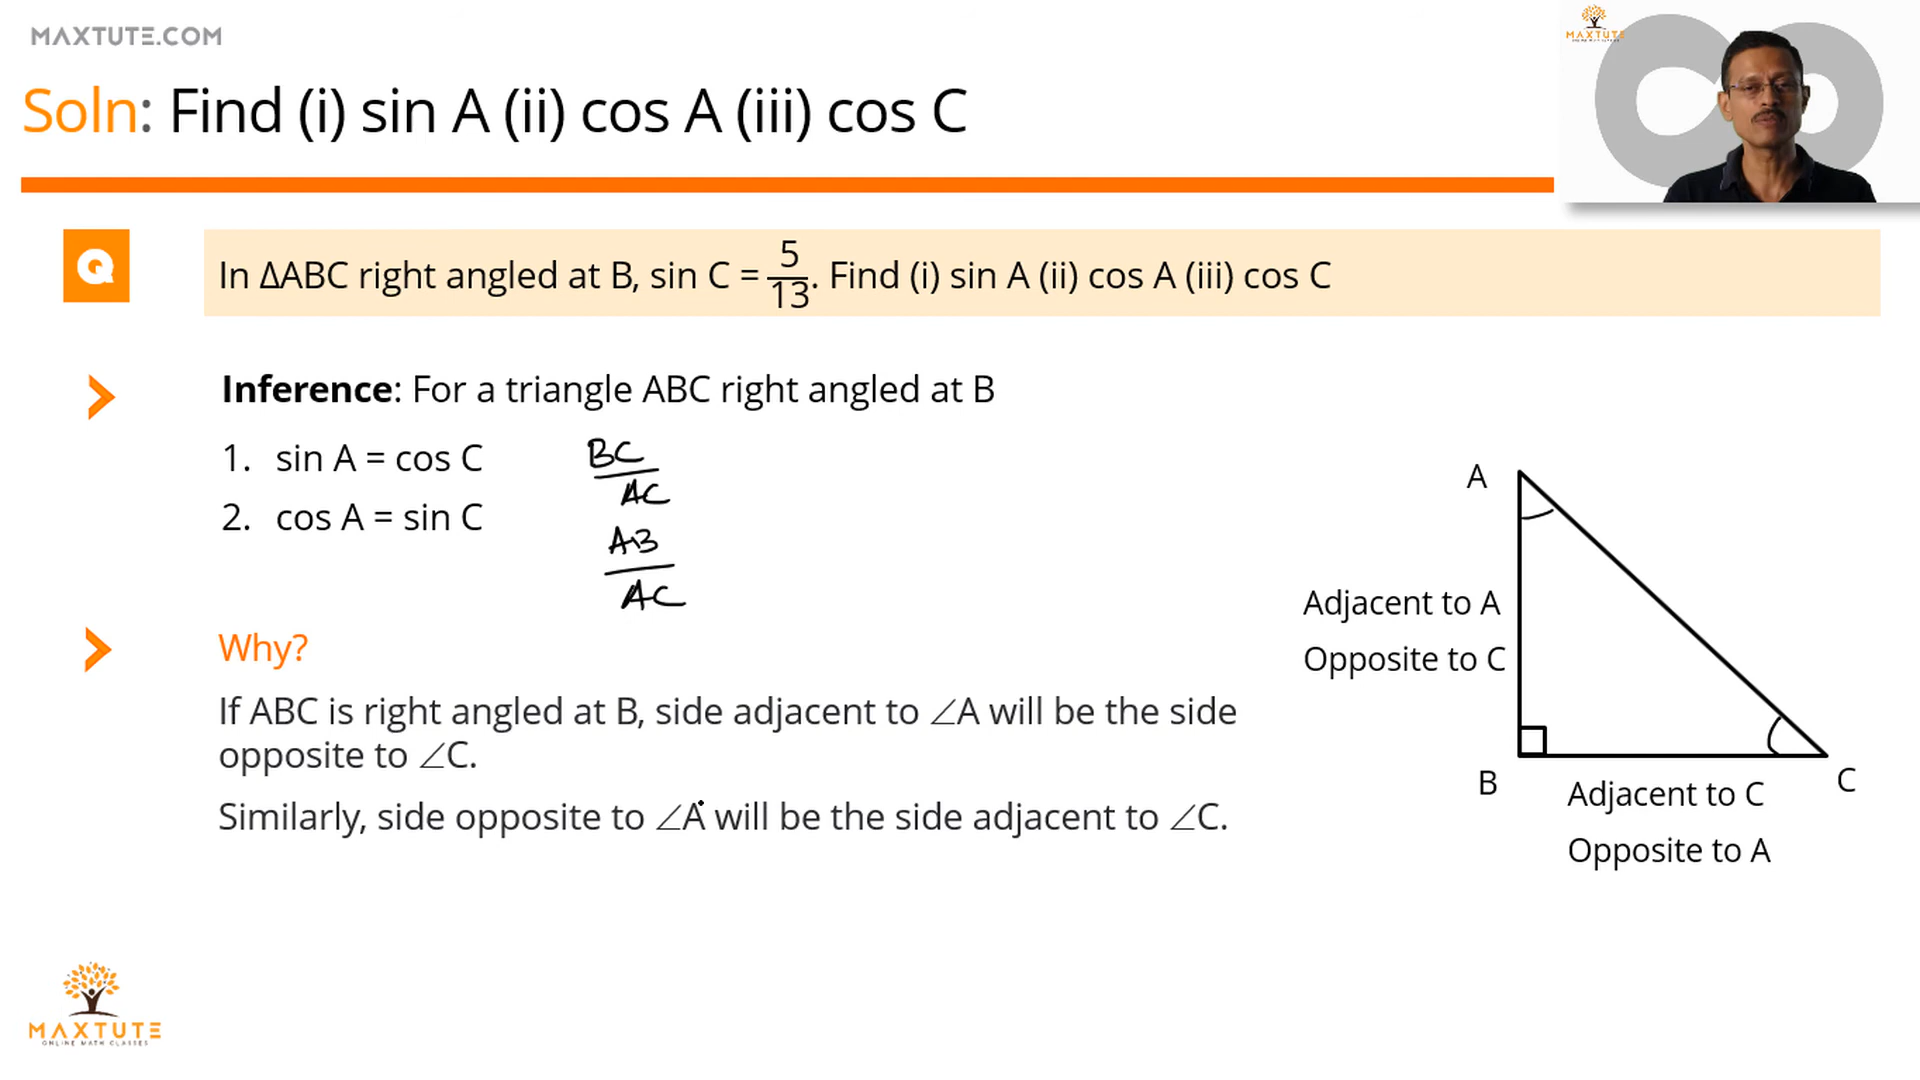 MAXTUTE.COM
MAXTUTE
Soln: Find (i) sin A (ii) cos A (iii) cos C
Q
In ΔABC right angled at B, sin C = 5/13. Find (i) sin A (ii) cos A (iii) cos C
Inference: For a triangle ABC right angled at B
1. sin A = cos C
BC
AC
2. cos A = sin C
AB
AC
Why?
If ABC is right angled at B, side adjacent to ∠A will be the side
opposite to ∠C.
Similarly, side opposite to ∠A will be the side adjacent to ∠C.
A
Adjacent to A
Opposite to C
B
C
Adjacent to C
Opposite to A
MAXTUTE
ONLINE MATH CLASSES